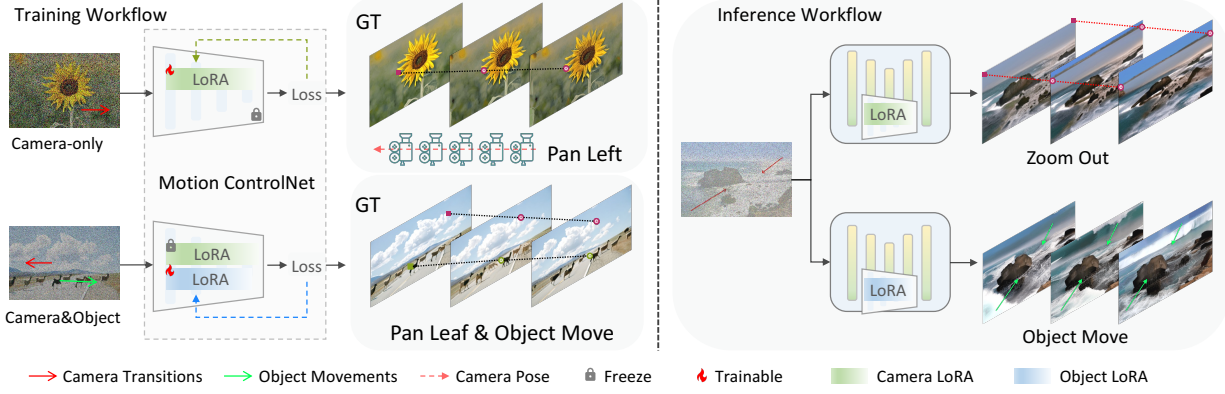 Training Workflow
GT
LoRA
Loss
Camera-only
Pan Left
Motion ControlNet
GT
LoRA
LoRA
Loss
Camera&Object
Pan Leaf & Object Move
Inference Workflow
LoRA
Zoom Out
LoRA
Object Move
Camera Transitions
Object Movements
Camera Pose
Freeze
Trainable
Camera LoRA
Object LoRA